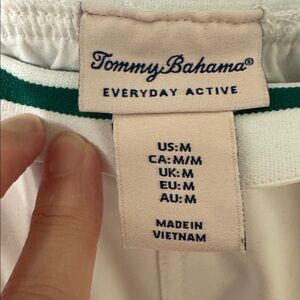 Tommy Bahama®
EVERYDAY ACTIVE
US:M
CA:M/M
UK:M
EU:M
AU:M
MADE IN
VIETNAM